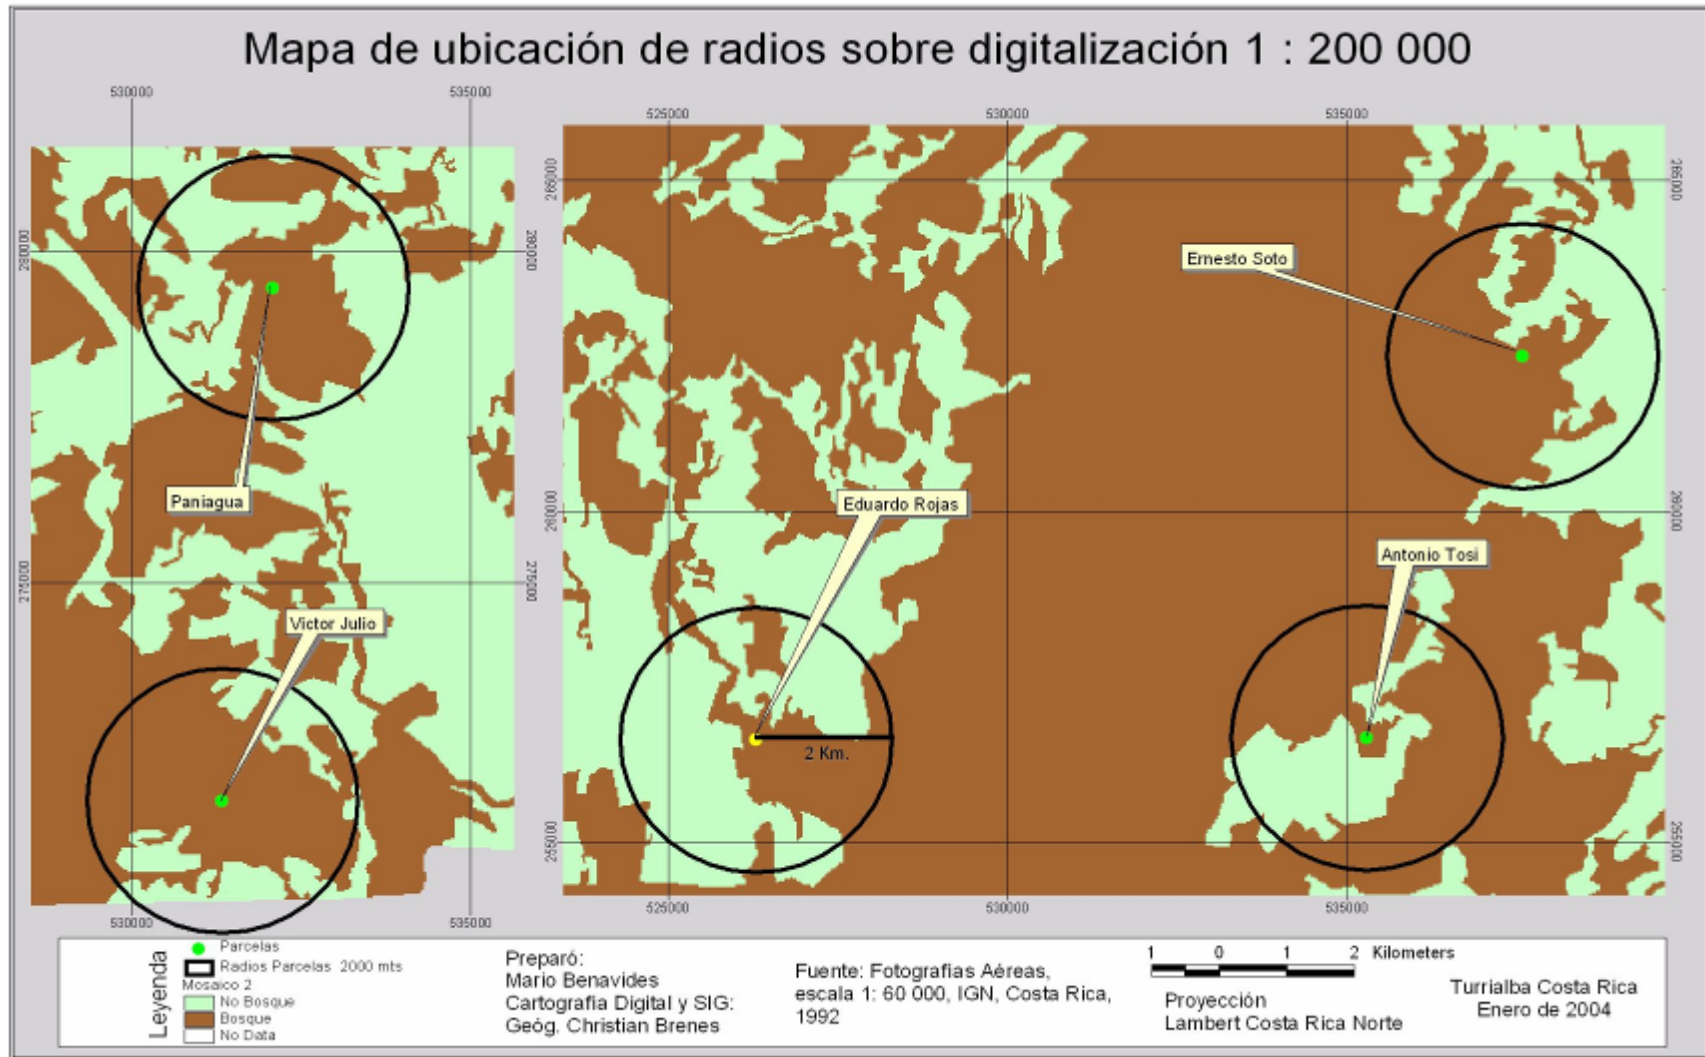 Mapa de ubicación de radios sobre digitalización 1 : 200 000
530000
535000
525000
530000
535000
280000
280000
275000
275000
265000
265000
260000
260000
255000
255000
Ernesto Soto
Paniagua
Eduardo Rojas
Antonio Tosi
Victor Julio
2 Km.
530000
535000
525000
530000
535000
Leyenda
Parcelas
Radios Parcelas 2000 mts
Mosaico 2
No Bosque
Bosque
No Data
Preparó:
Mario Benavides
Cartografía Digital y SIG:
Geóg. Christian Brenes
Fuente: Fotografias Aéreas,
escala 1: 60 000, IGN, Costa Rica,
1992
1 0 1 2 Kilometers
Proyección
Lambert Costa Rica Norte
Turrialba Costa Rica
Enero de 2004